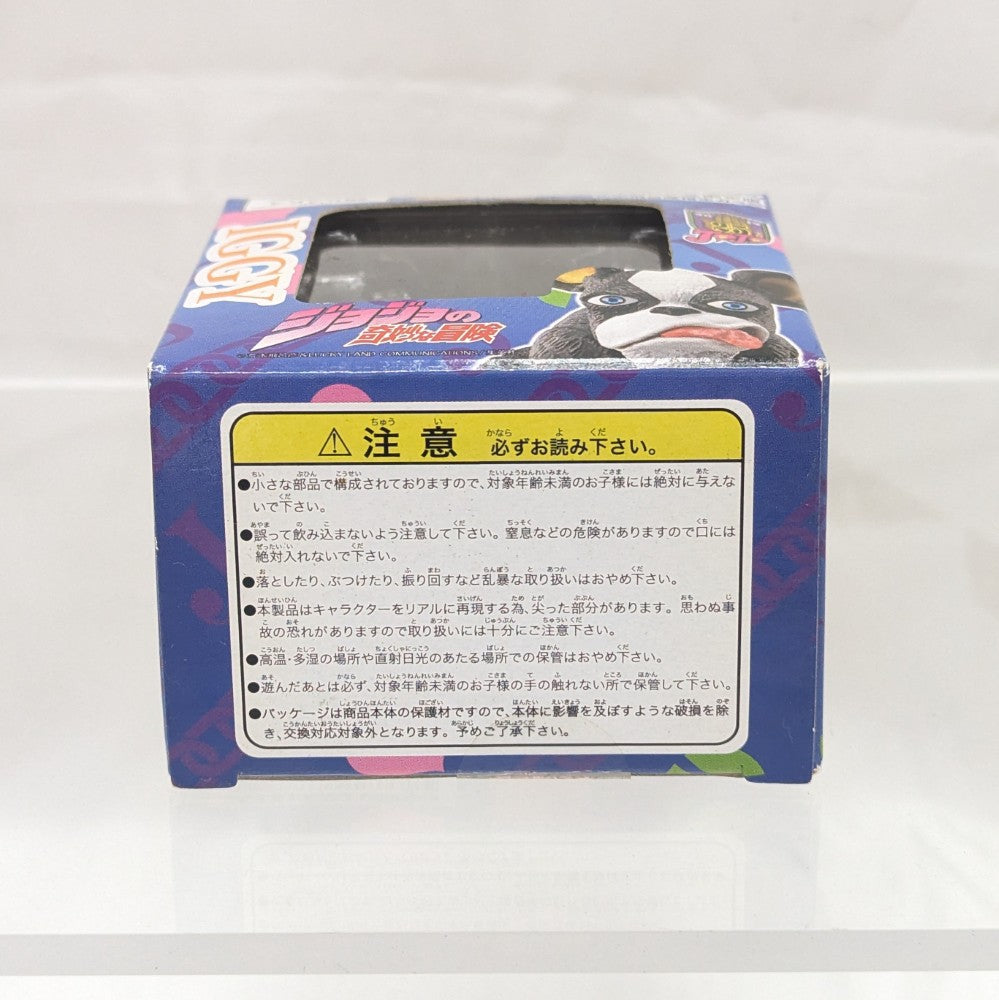 IGGY
ジョジョの
奇妙な冒険
LUCKY LAND COMMUNICATIONS
注意 必ずお読み下さい。
●小さな部品で構成されておりますので、対象年齢未満のお子様には絶対に与えな
いで下さい。
●誤って飲み込まないよう注意して下さい。窒息などの危険がありますので口には
絶対入れないで下さい。
●落としたり、ぶつけたり、振り回すなど乱暴な取り扱いはおやめ下さい。
●本製品はキャラクターをリアルに再現する為、尖った部分があります。思わぬ事
故の恐れがありますので取り扱いには十分にご注意下さい。
●高温・多湿の場所や直射日光のあたる場所での保管はおやめ下さい。
●遊んだあとは必ず、対象年齢未満のお子様の手の触れない所で保管して下さい。
●パッケージは商品本体の保護材ですので、本体に影響を及ぼすような破損を除
き、交換対応対象外となります。予めご了承下さい。